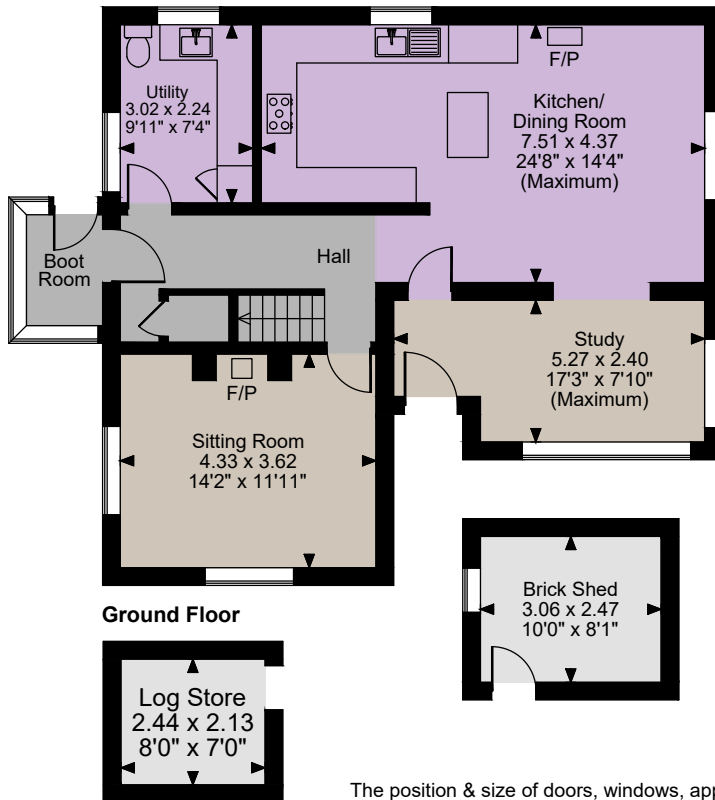 Utility
3.02 x 2.24
9'11" x 7'4"
F/P
Kitchen/
Dining Room
7.51 x 4.37
24'8" x 14'4"
(Maximum)
Boot
Room
Hall
Study
5.27 x 2.40
17'3" x 7'10"
(Maximum)
F/P
Sitting Room
4.33 x 3.62
14'2" x 11'11"
Ground Floor
Brick Shed
3.06 x 2.47
10'0" x 8'1"
Log Store
2.44 x 2.13
8'0" x 7'0"
The position & size of doors, windows, app